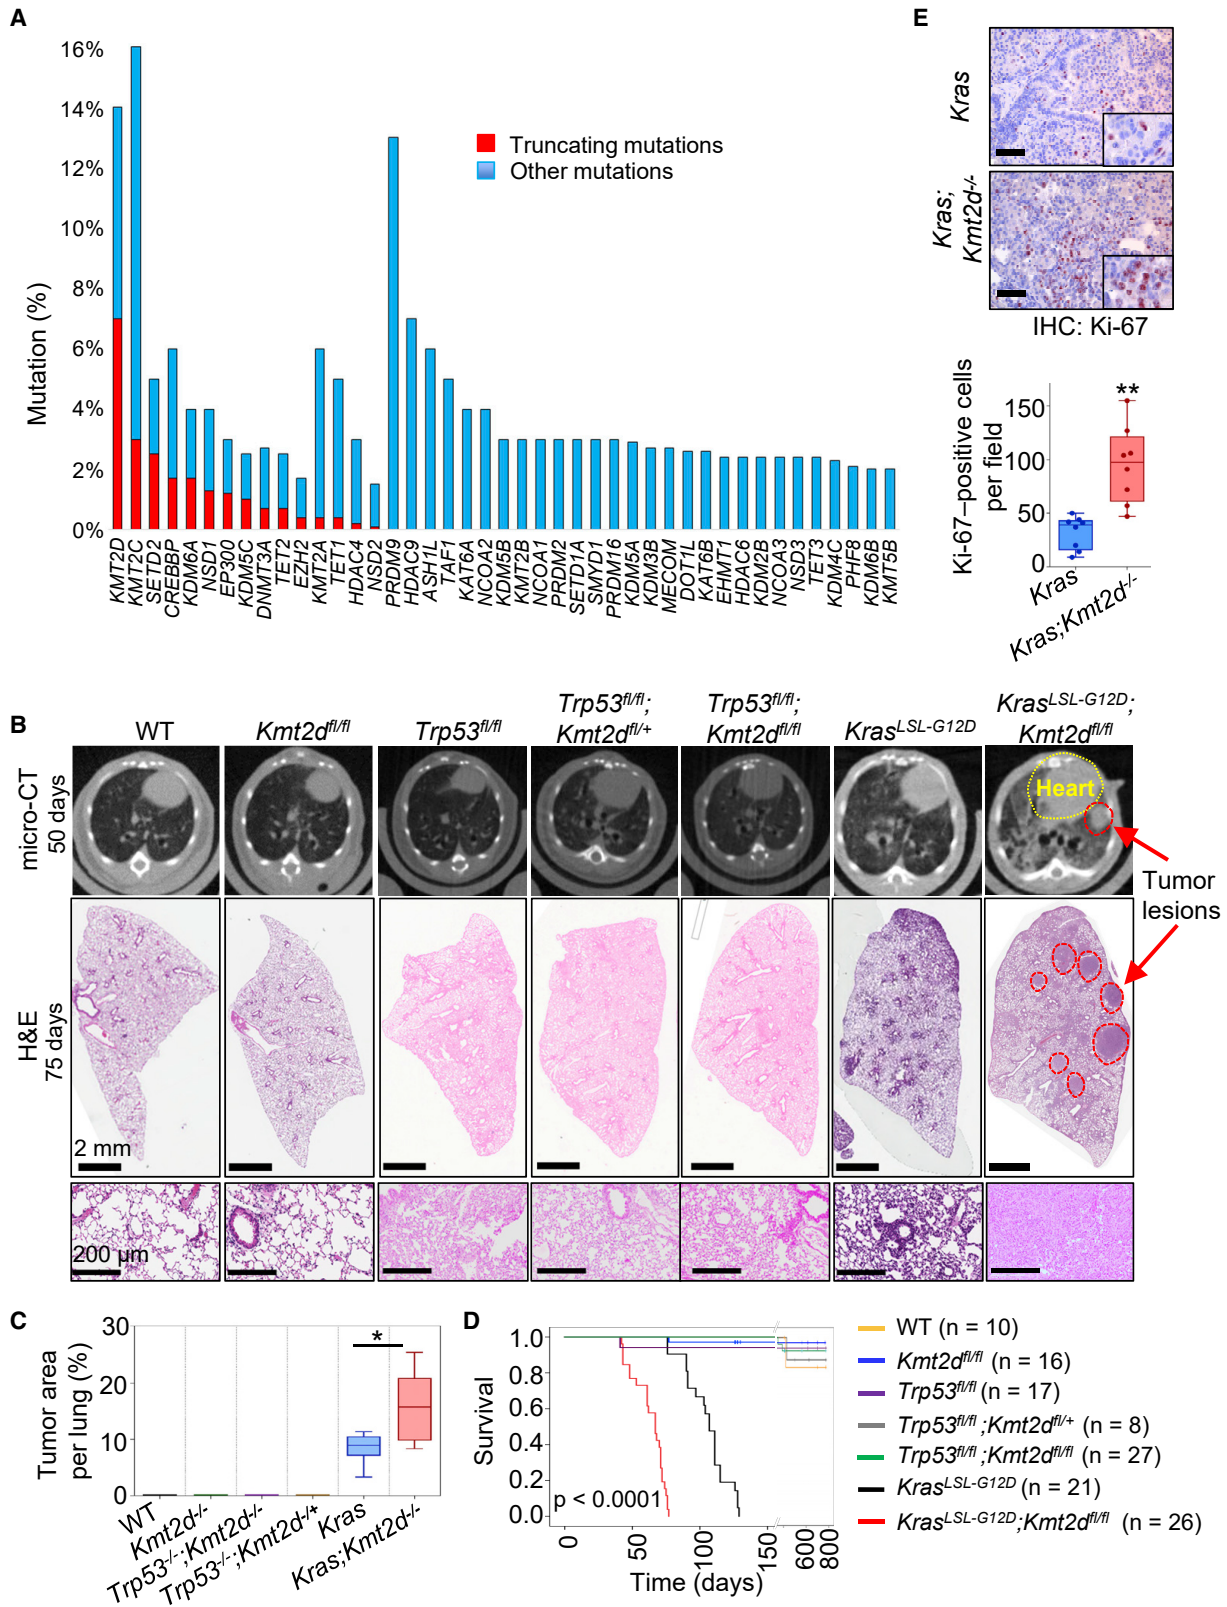 A
16%
14%
12%
10%
8%
6%
4%
2%
0%
Mutation (%)
Truncating mutations
Other mutations
KMT2D
KMT2C
SETD2
CREBBP
KDM6A
NSD1
EP300
KDM5C
DNMT3A
TET2
EZH2
KMT2A
TET1
HDAC4
NSD2
PRDM9
HDAC9
ASH1L
TAF1
KAT6A
NCOA2
KDM5B
KMT2B
NCOA1
PRDM2
SETD1A
SMYD1
PRDM16
KDM5A
KDM3B
MECOM
DOT1L
KAT6B
EHMT1
HDAC6
KDM2B
NCOA3
NSD3
TET3
KDM4C
PHF8
KDM6B
KMT5B
E
Kras
Kras;
Kmt2d-/-
IHC: Ki-67
Ki-67–positive cells
per field
150
100
50
0
**
Kras
Kras;Kmt2d-/-
B
WT
Kmt2dfl/fl
Trp53fl/fl
Trp53fl/fl;
Kmt2dfl/+
Trp53fl/fl;
Kmt2dfl/fl
KrasLSL-G12D
KrasLSL-G12D;
Kmt2dfl/fl
micro-CT
50 days
Heart
Tumor
lesions
H&E
75 days
2 mm
200 µm
C
Tumor area
per lung (%)
30
20
10
0
*
WT
Kmt2d-/-
Trp53-/-;Kmt2d-/-
Trp53-/-;Kmt2d-/+
Kras
Kras;Kmt2d-/-
D
Survival
1.0
0.8
0.6
0.4
0.2
0.0
p < 0.0001
0
50
100
150
600
800
Time (days)
WT (n = 10)
Kmt2dfl/fl (n = 16)
Trp53fl/fl (n = 17)
Trp53fl/fl;Kmt2dfl/+ (n = 8)
Trp53fl/fl;Kmt2dfl/fl (n = 27)
KrasLSL-G12D (n = 21)
KrasLSL-G12D;Kmt2dfl/fl (n = 26)